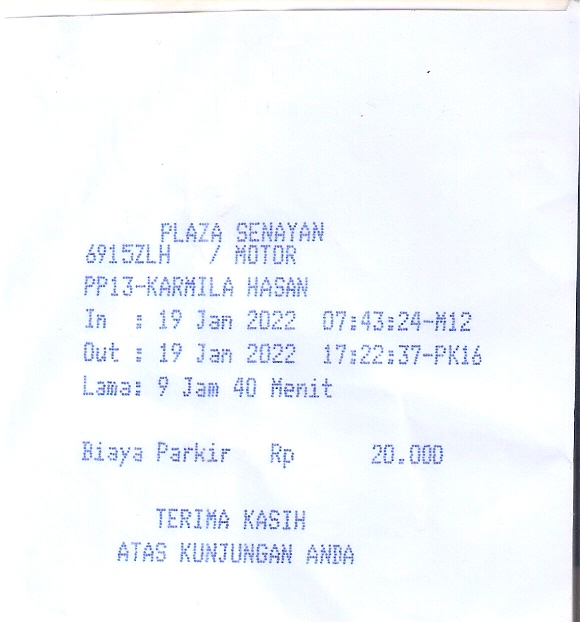 PLAZA SENAYAN
6915ZLH / MOTOR
PP13-KARMILA HASAN
In : 19 Jan 2022 07:43:24-M12
Out : 19 Jan 2022 17:22:37-PK16
Lama: 9 Jam 40 Menit
Biaya Parkir Rp 20.000
TERIMA KASIH
ATAS KUNJUNGAN ANDA